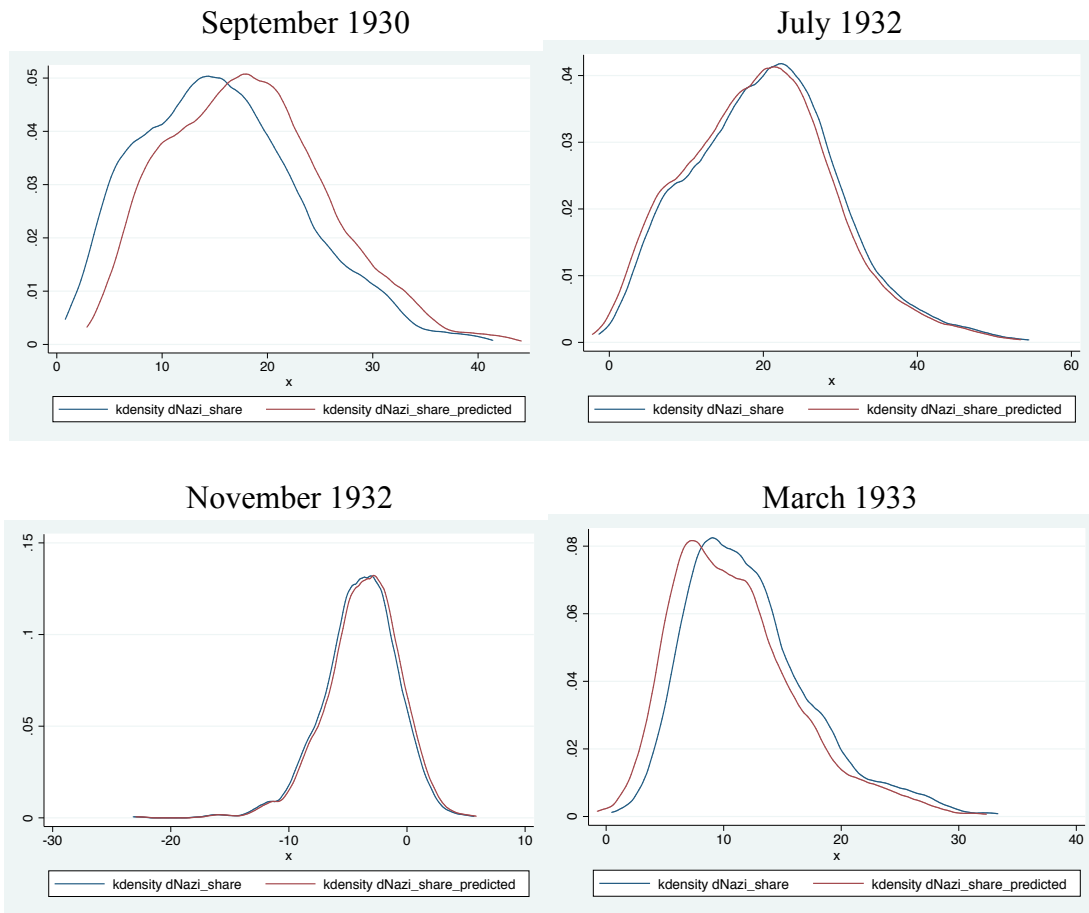 September 1930
July 1932
.05
.04
.03
.02
.01
0
0
10
20
30
40
x
kdensity dNazi_share
kdensity dNazi_share_predicted
.04
.03
.02
.01
0
0
20
40
60
x
kdensity dNazi_share
kdensity dNazi_share_predicted
November 1932
March 1933
.15
.1
.05
0
-30
-20
-10
0
10
x
kdensity dNazi_share
kdensity dNazi_share_predicted
.08
.06
.04
.02
0
0
10
20
30
40
x
kdensity dNazi_share
kdensity dNazi_share_predicted